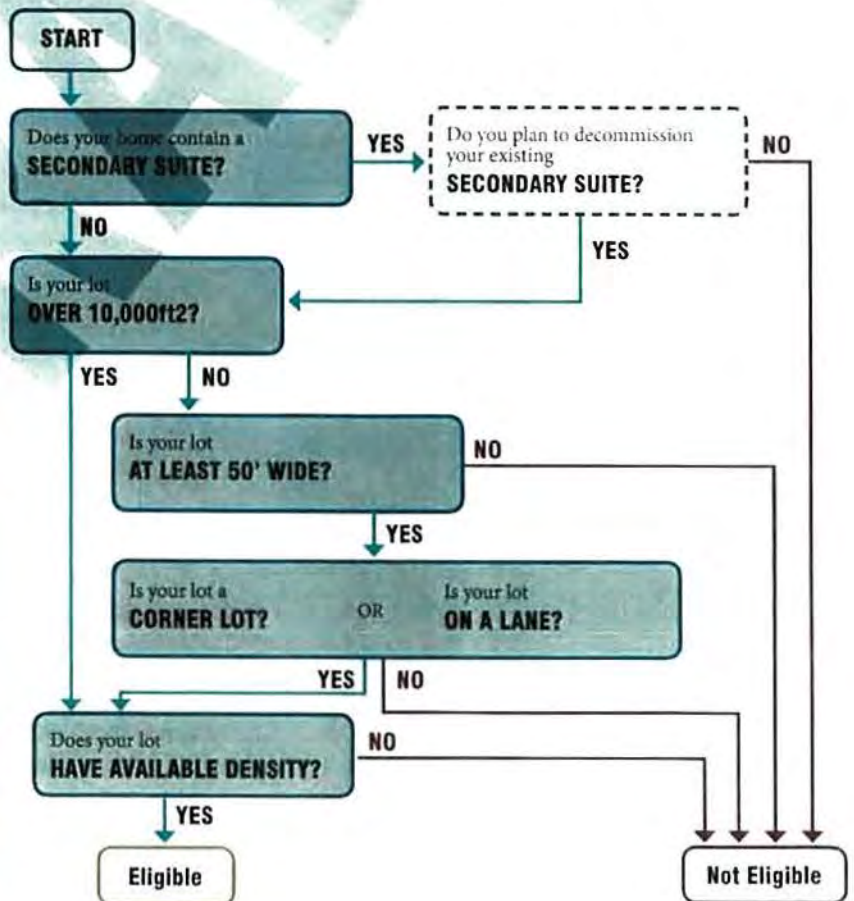 START
Does your home contain a
SECONDARY SUITE?
YES
Do you plan to decommission
your existing
SECONDARY SUITE?
NO
NO
YES
Is your lot
OVER 10,000ft2?
YES
NO
Is your lot
AT LEAST 50' WIDE?
NO
YES
Is your lot a
CORNER LOT?
OR
Is your lot
ON A LANE?
YES
NO
Does your lot
HAVE AVAILABLE DENSITY?
NO
YES
Eligible
Not Eligible